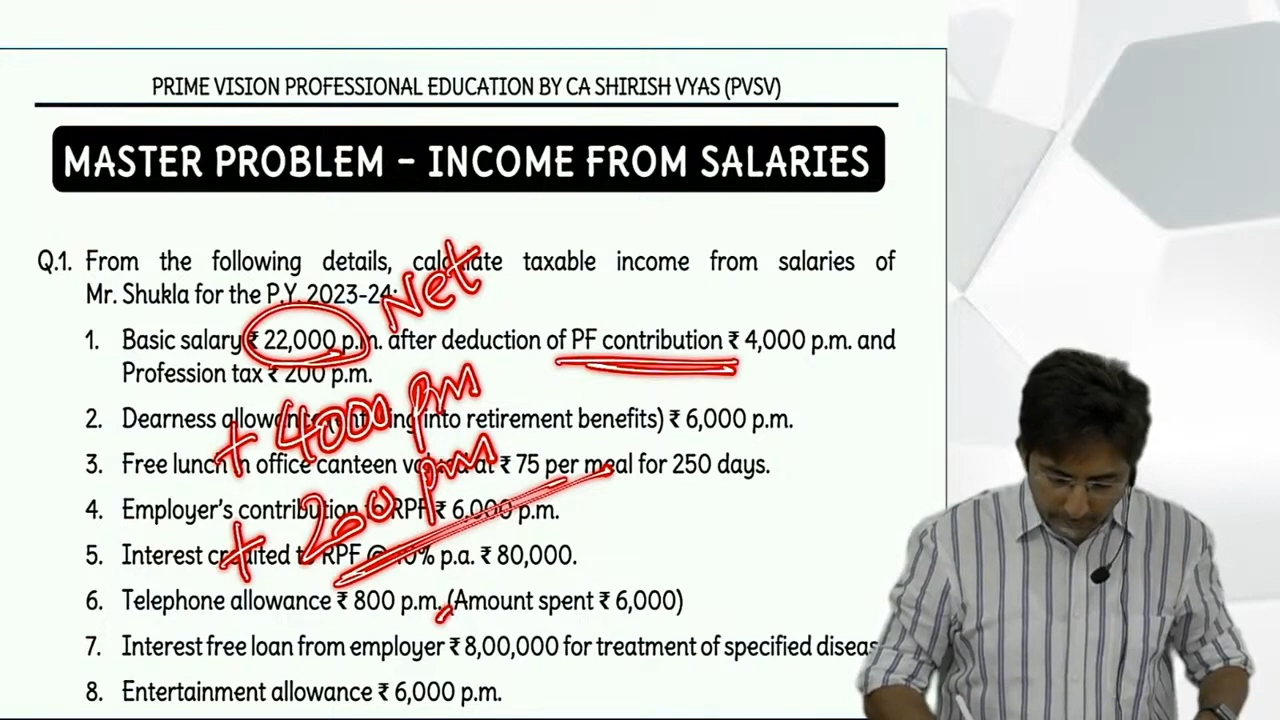 PRIME VISION PROFESSIONAL EDUCATION BY CA SHIRISH VYAS (PVSV)
MASTER PROBLEM – INCOME FROM SALARIES
Q.1. From the following details, calculate taxable income from salaries of
Mr. Shukla for the P.Y. 2023-24:
Net
1. Basic salary ₹ 22,000 p.m. after deduction of PF contribution ₹ 4,000 p.m. and
Profession tax ₹ 200 p.m.
+ 4000 pm
2. Dearness allowance (entering into retirement benefits) ₹ 6,000 p.m.
3. Free lunch in office canteen valued at ₹ 75 per meal for 250 days.
+ 200 pm
4. Employer's contribution to RPF ₹ 6,000 p.m.
5. Interest credited to RPF @ 10% p.a. ₹ 80,000.
6. Telephone allowance ₹ 800 p.m. (Amount spent ₹ 6,000)
7. Interest free loan from employer ₹ 8,00,000 for treatment of specified diseas
8. Entertainment allowance ₹ 6,000 p.m.